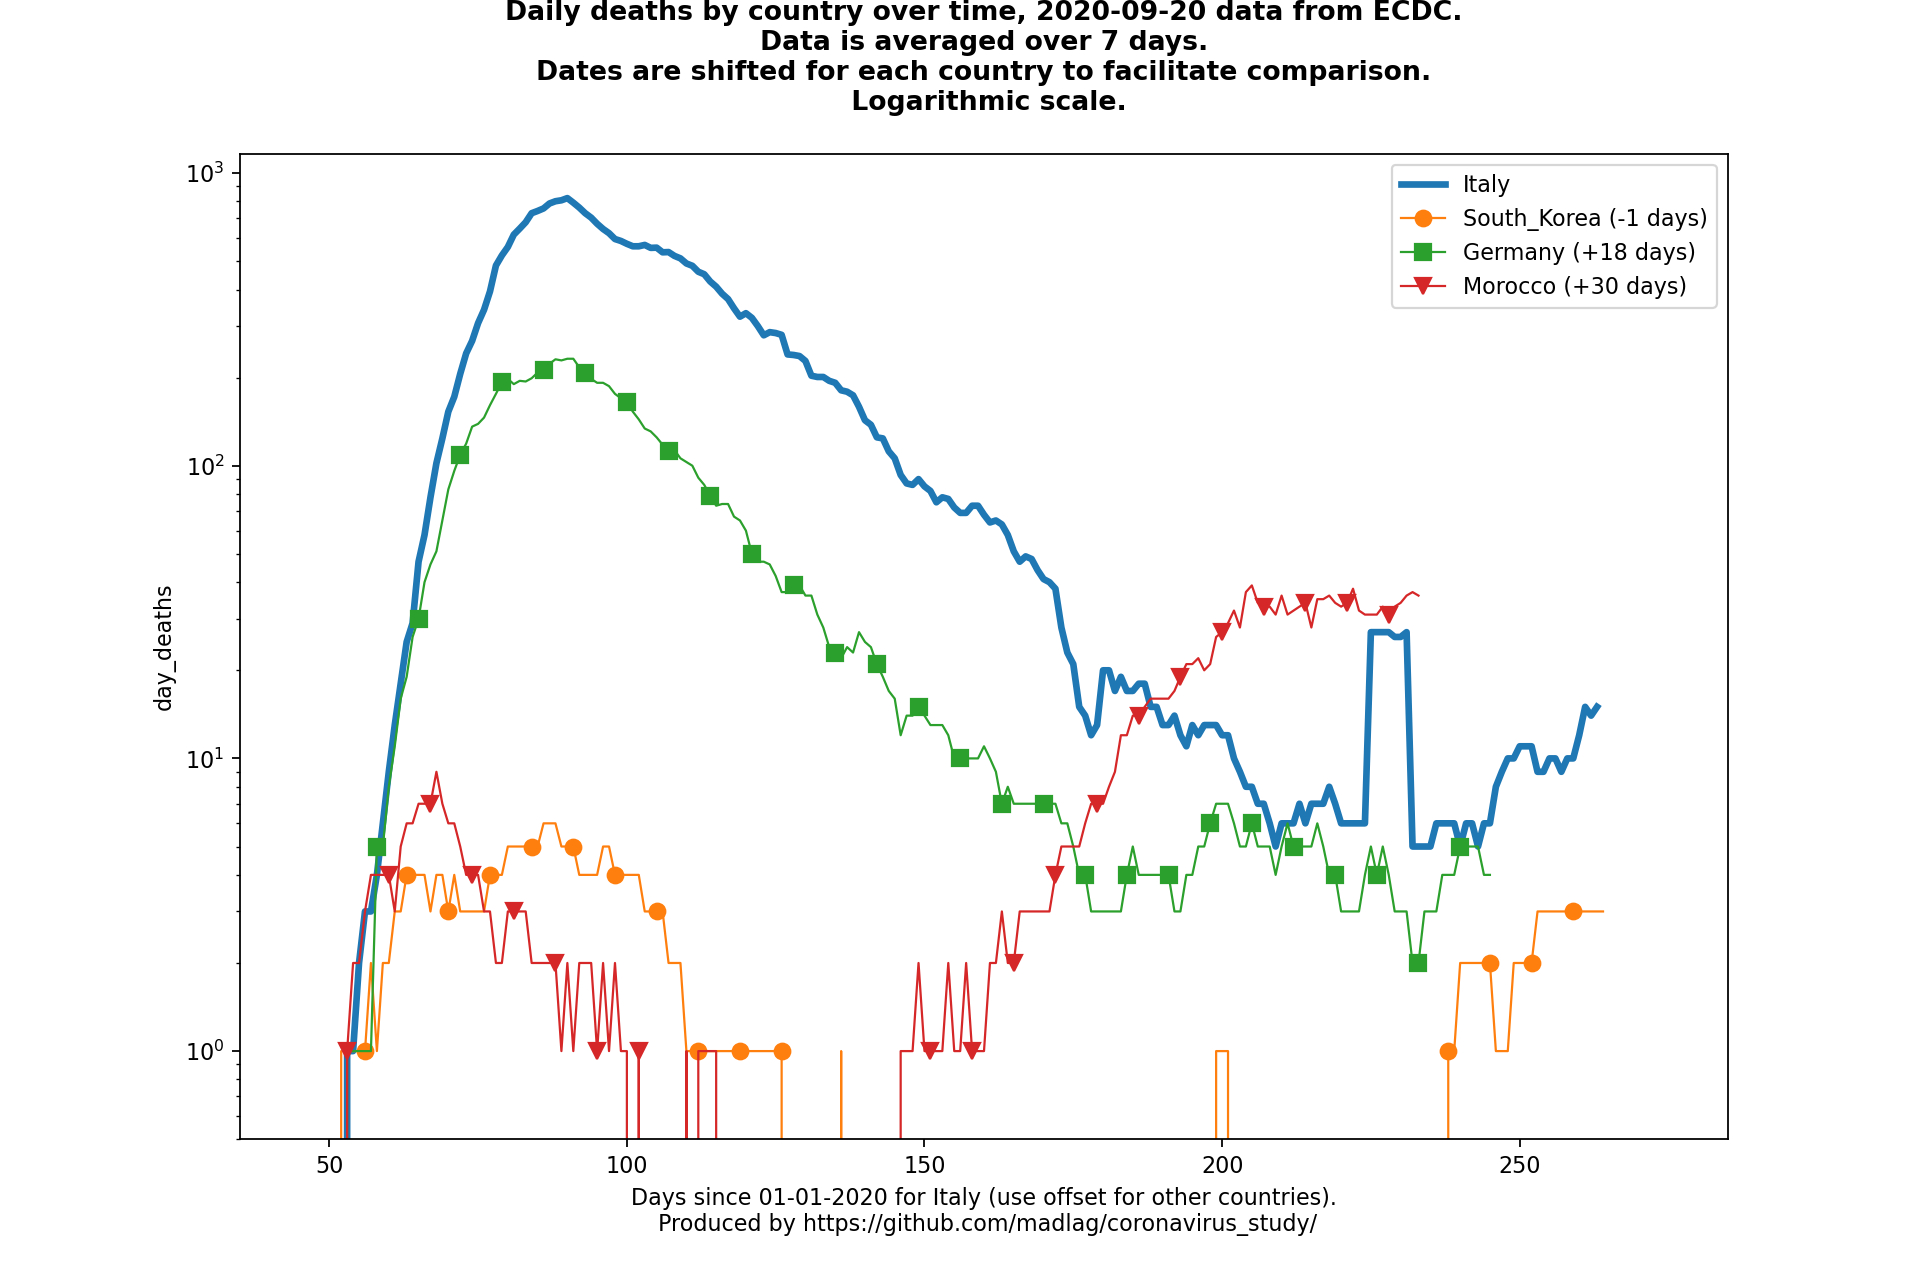 Daily deaths by country over time, 2020-09-20 data from ECDC.
Data is averaged over 7 days.
Dates are shifted for each country to facilitate comparison.
Logarithmic scale.
10³
10²
10¹
10⁰
day_deaths
Italy
South_Korea (-1 days)
Germany (+18 days)
Morocco (+30 days)
50
100
150
200
250
Days since 01-01-2020 for Italy (use offset for other countries).
Produced by https://github.com/madlag/coronavirus_study/